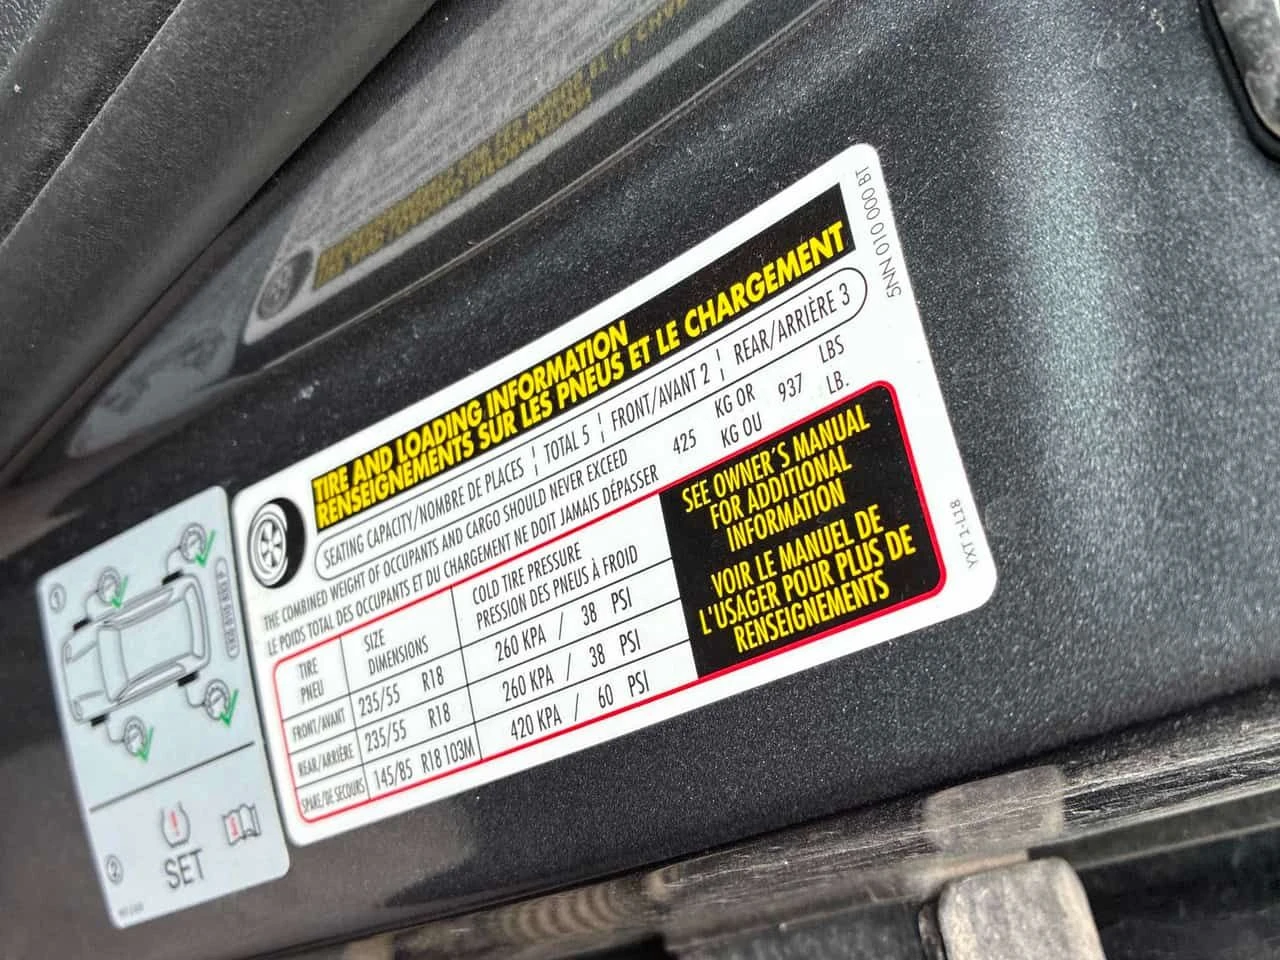 TIRE AND LOADING INFORMATION
RENSEIGNEMENTS SUR LES PNEUS ET LE CHARGEMENT
SEATING CAPACITY/NOMBRE DE PLACES TOTAL 5 FRONT/AVANT 2 REAR/ARRIÈRE 3
THE COMBINED WEIGHT OF OCCUPANTS AND CARGO SHOULD NEVER EXCEED 425 KG OR 937 LBS
LE POIDS TOTAL DES OCCUPANTS ET DU CHARGEMENT NE DOIT JAMAIS DÉPASSER KG OU LB.
TIRE SIZE COLD TIRE PRESSURE
PNEU DIMENSIONS PRESSION DES PNEUS À FROID
FRONT/AVANT 235/55 R18 260 KPA / 38 PSI
REAR/ARRIÈRE 235/55 R18 260 KPA / 38 PSI
SPARE/DE SECOURS 145/85 R18 103M 420 KPA / 60 PSI
SEE OWNER'S MANUAL
FOR ADDITIONAL
INFORMATION
VOIR LE MANUEL DE
L'USAGER POUR PLUS DE
RENSEIGNEMENTS
5NN 010 000 BT
1
2
SET